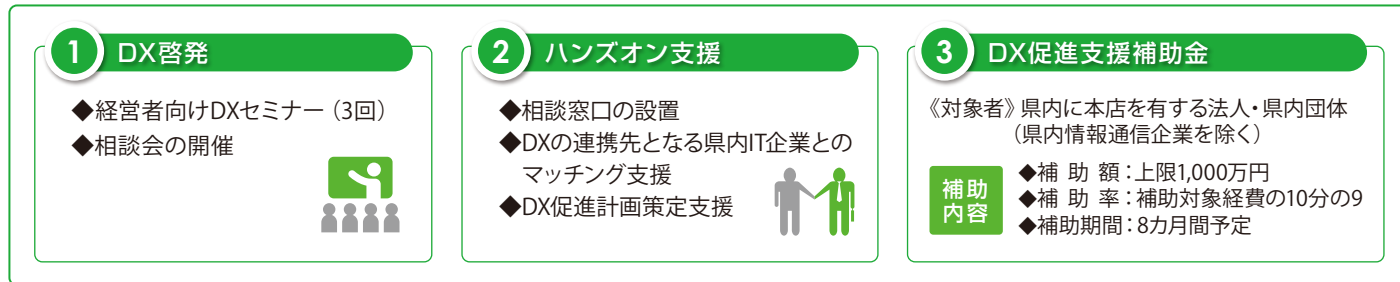 1 DX啓発
◆経営者向けDXセミナー（3回）
◆相談会の開催
2 ハンズオン支援
◆相談窓口の設置
◆DXの連携先となる県内IT企業との
マッチング支援
◆DX促進計画策定支援
3 DX促進支援補助金
《対象者》県内に本店を有する法人・県内団体
（県内情報通信企業を除く）
補助
内容
◆補 助 額：上限1,000万円
◆補 助 率：補助対象経費の10分の9
◆補助期間：8カ月間予定